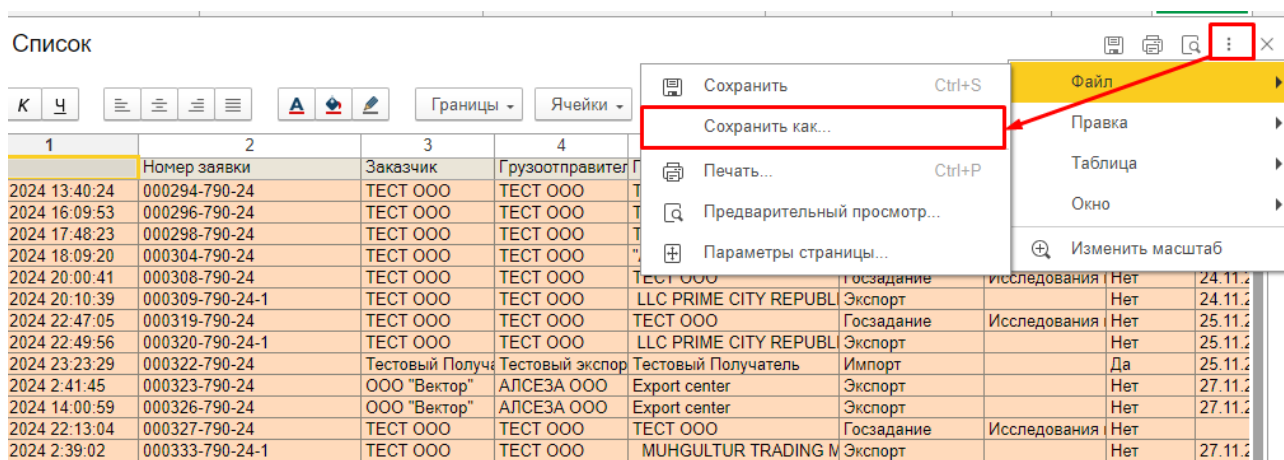 Список
К Ч Границы Ячейки
Сохранить Ctrl+S
Сохранить как...
Печать... Ctrl+P
Предварительный просмотр...
Параметры страницы...
Файл
Правка
Таблица
Окно
Изменить масштаб
1 2 3 4
Номер заявки Заказчик Грузоотправител
2024 13:40:24 000294-790-24 ТЕСТ ООО ТЕСТ ООО
2024 16:09:53 000296-790-24 ТЕСТ ООО ТЕСТ ООО
2024 17:48:23 000298-790-24 ТЕСТ ООО ТЕСТ ООО
2024 18:09:20 000304-790-24 ТЕСТ ООО ТЕСТ ООО
2024 20:00:41 000308-790-24 ТЕСТ ООО ТЕСТ ООО ТЕСТ ООО Госзадание Исследования Нет 24.11.2
2024 20:10:39 000309-790-24-1 ТЕСТ ООО ТЕСТ ООО LLC PRIME CITY REPUBLI Экспорт Нет 24.11.2
2024 22:47:05 000319-790-24 ТЕСТ ООО ТЕСТ ООО ТЕСТ ООО Госзадание Исследования Нет 25.11.2
2024 22:49:56 000320-790-24-1 ТЕСТ ООО ТЕСТ ООО LLC PRIME CITY REPUBLI Экспорт Нет 25.11.2
2024 23:23:29 000322-790-24 Тестовый Получа Тестовый экспор Тестовый Получатель Импорт Да 25.11.2
2024 2:41:45 000323-790-24 ООО "Вектор" АЛСЕЗА ООО Export center Экспорт Нет 27.11.2
2024 14:00:59 000326-790-24 ООО "Вектор" АЛСЕЗА ООО Export center Экспорт Нет 27.11.2
2024 22:13:04 000327-790-24 ТЕСТ ООО ТЕСТ ООО ТЕСТ ООО Госзадание Исследования Нет
2024 2:39:02 000333-790-24-1 ТЕСТ ООО ТЕСТ ООО MUHGULTUR TRADING M Экспорт Нет 27.11.2